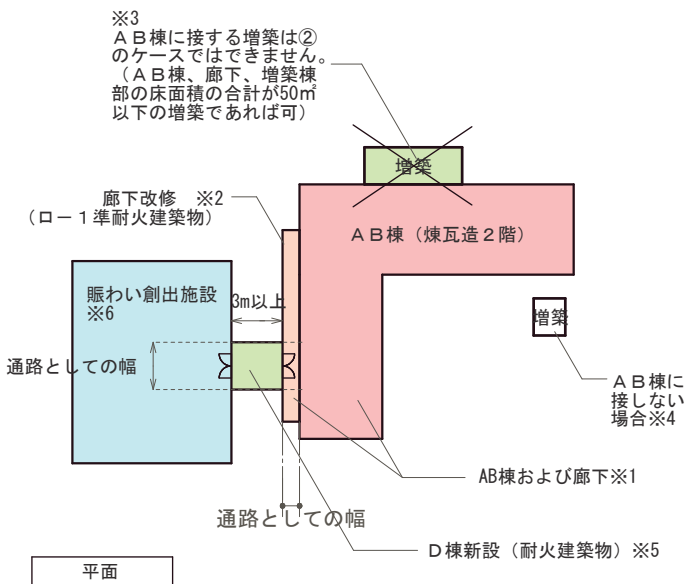 ※3
ＡＢ棟に接する増築は②
のケースではできません。
（ＡＢ棟、廊下、増築棟
部の床面積の合計が50㎡
以下の増築であれば可）
増築
廊下改修　※2
（ロー１準耐火建築物）
ＡＢ棟（煉瓦造２階）
賑わい創出施設
※6
3m以上
増築
通路としての幅
ＡＢ棟に
接しない
場合※4
AB棟および廊下※1
通路としての幅
Ｄ棟新設（耐火建築物）※5
平面